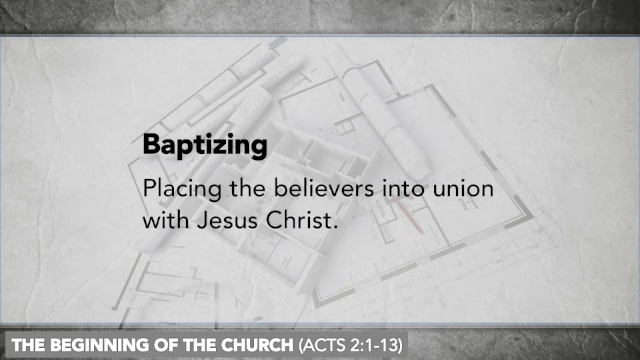 Baptizing
Placing the believers into union
with Jesus Christ.
THE BEGINNING OF THE CHURCH (ACTS 2:1-13)